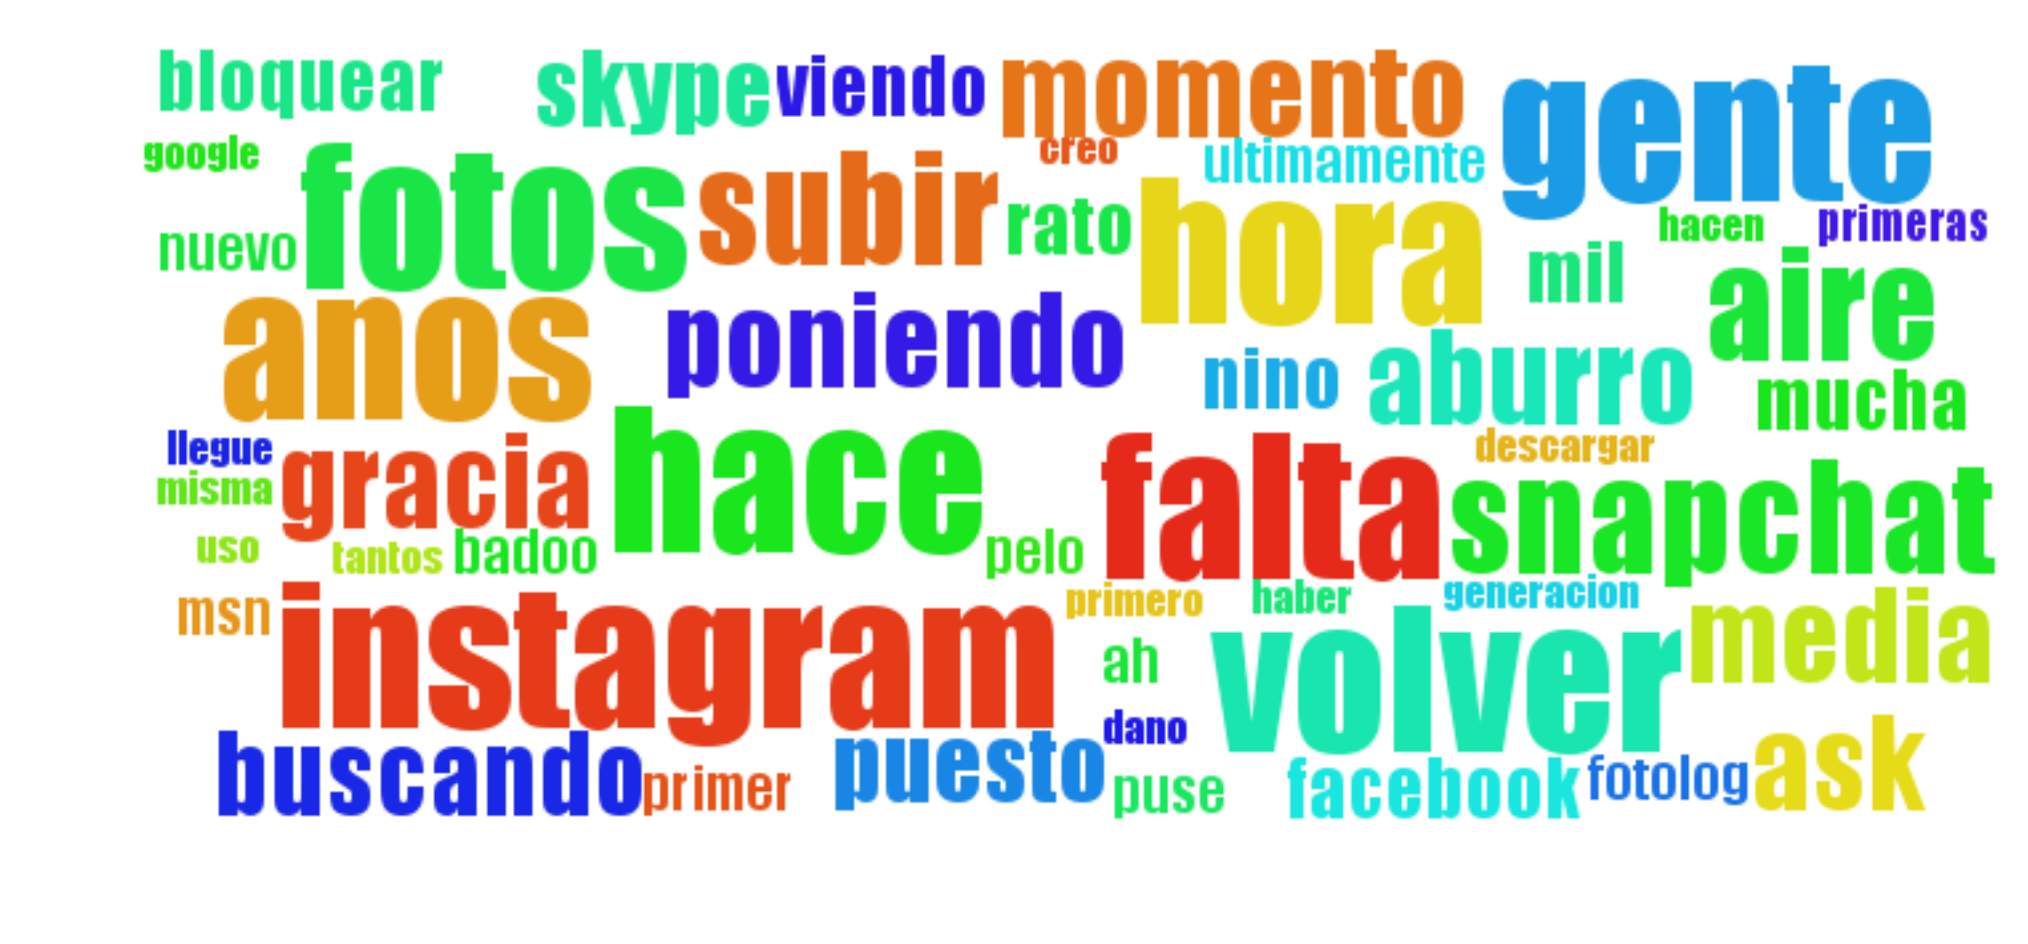 bloquear skype viendo momento gente
google fotos subir creo ultimamente
nuevo rato hora hacen primeras
anos poniendo mil aire
nino aburro mucha
llegue gracia hace falta descargar
misma snapchat
uso tantos badoo pelo
msn instagram primero haber generacion
ah volver media
buscando primer puesto dano
puse facebook fotolog ask